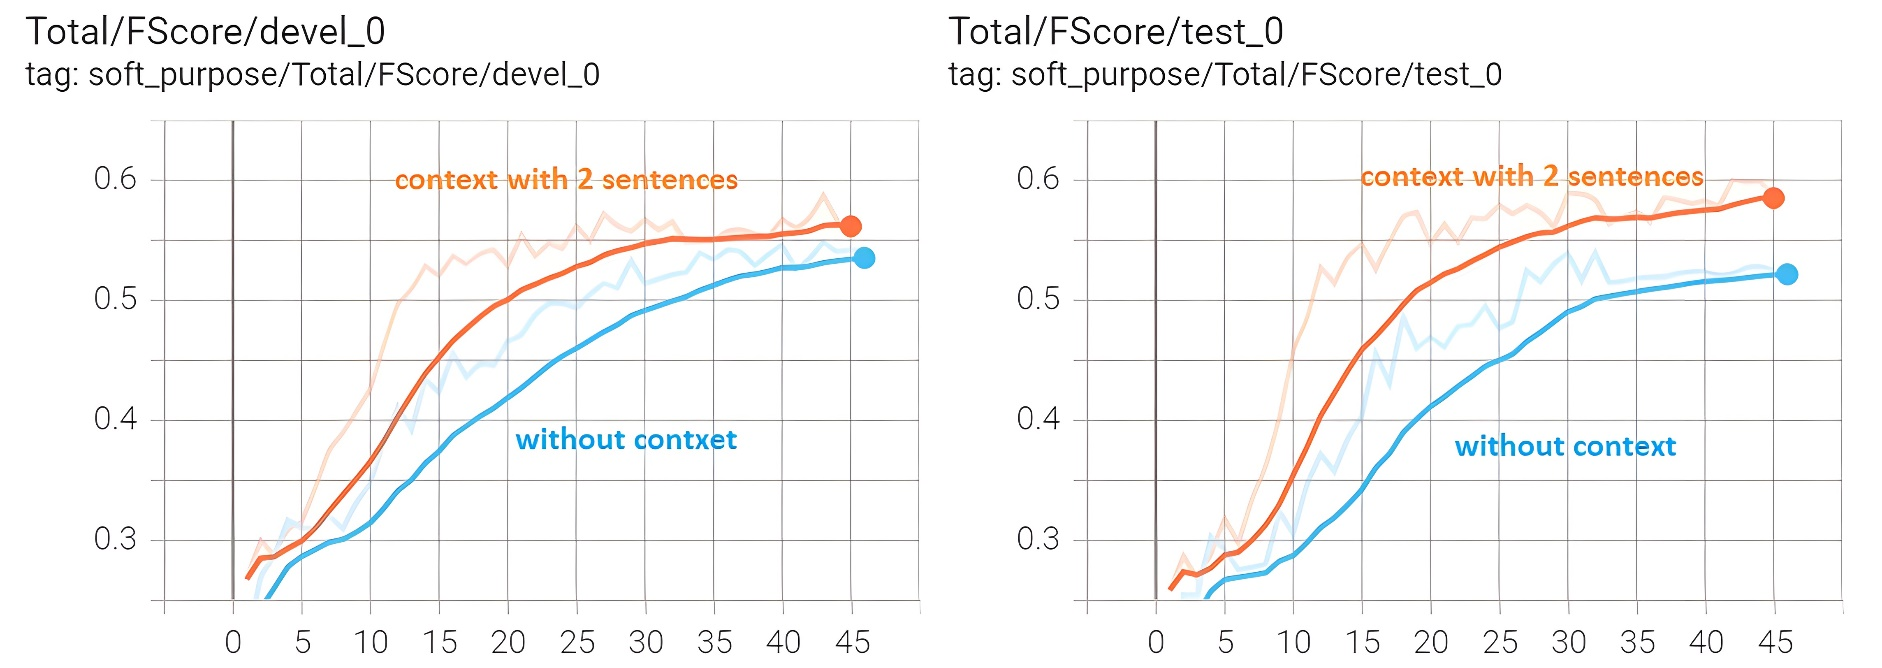 Total/FScore/devel_0
tag: soft_purpose/Total/FScore/devel_0
0.6
0.5
0.4
0.3
context with 2 sentences
without contxet
0 5 10 15 20 25 30 35 40 45
Total/FScore/test_0
tag: soft_purpose/Total/FScore/test_0
0.6
0.5
0.4
0.3
context with 2 sentences
without context
0 5 10 15 20 25 30 35 40 45